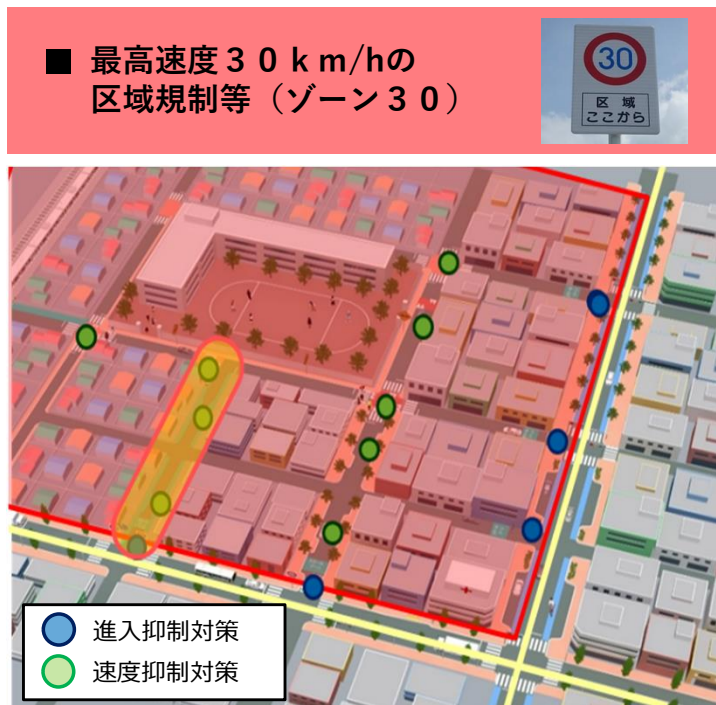 ■ 最高速度３０ｋｍ/hの
区域規制等（ゾーン３０）
30
区域
ここから
進入抑制対策
速度抑制対策